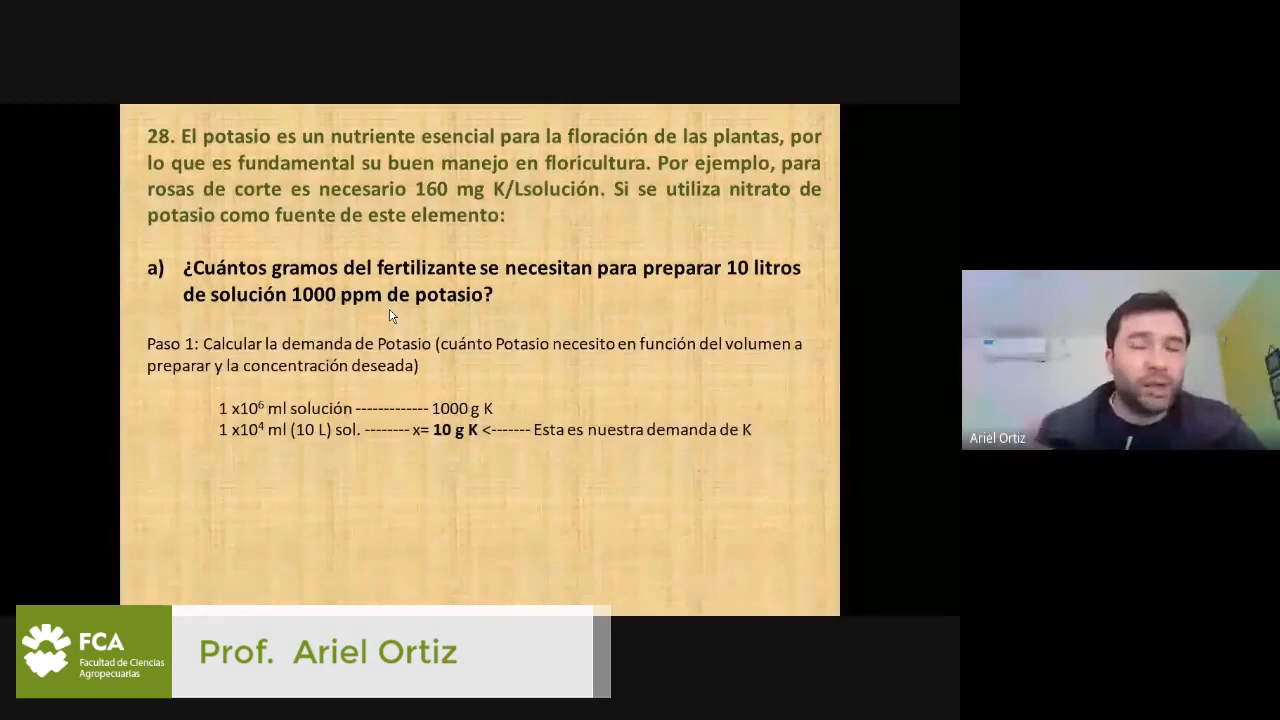 28. El potasio es un nutriente esencial para la floración de las plantas, por
lo que es fundamental su buen manejo en floricultura. Por ejemplo, para
rosas de corte es necesario 160 mg K/Lsolución. Si se utiliza nitrato de
potasio como fuente de este elemento:
a) ¿Cuántos gramos del fertilizante se necesitan para preparar 10 litros
de solución 1000 ppm de potasio?
Paso 1: Calcular la demanda de Potasio (cuánto Potasio necesito en función del volumen a
preparar y la concentración deseada)
1 x10⁶ ml solución ------------- 1000 g K
1 x10⁴ ml (10 L) sol. -------- x= 10 g K <------- Esta es nuestra demanda de K
Ariel Ortiz
FCA
Facultad de Ciencias
Agropecuarias
Prof. Ariel Ortiz